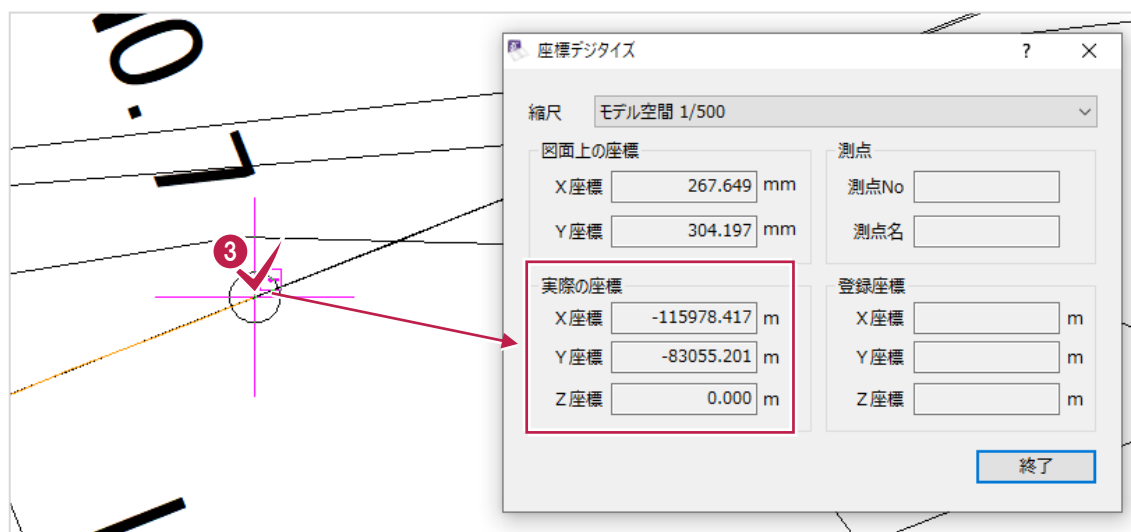 座標デジタイズ
?
×
縮尺
モデル空間 1/500
図面上の座標
X座標 267.649 mm
Y座標 304.197 mm
測点
測点No
測点名
実際の座標
X座標 -115978.417 m
Y座標 -83055.201 m
Z座標 0.000 m
登録座標
X座標 m
Y座標 m
Z座標 m
終了
3